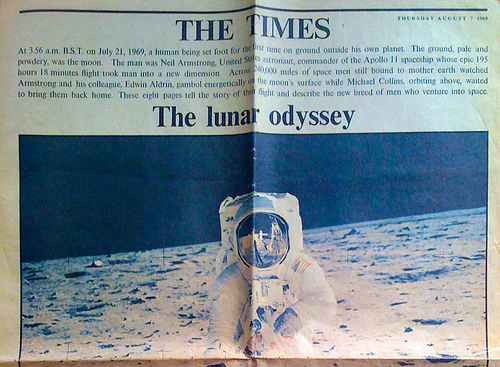 THE TIMES
THURSDAY AUGUST 7 1969
At 3.56 a.m. B.S.T. on July 21, 1969, a human being set foot for the first time on ground outside his own planet. The ground, pale and
powdery, was the moon. The man was Neil Armstrong, United States astronaut, commander of the Apollo 11 spaceship whose epic 195
hours 18 minutes flight took man into a new dimension. Across 240,000 miles of space men still bound to mother earth watched
Armstrong and his colleague, Edwin Aldrin, gambol energetically on the moon's surface while Michael Collins, orbiting above, waited
to bring them back home. These eight pages tell the story of their flight and describe the new breed of men who venture into space.
The lunar odyssey